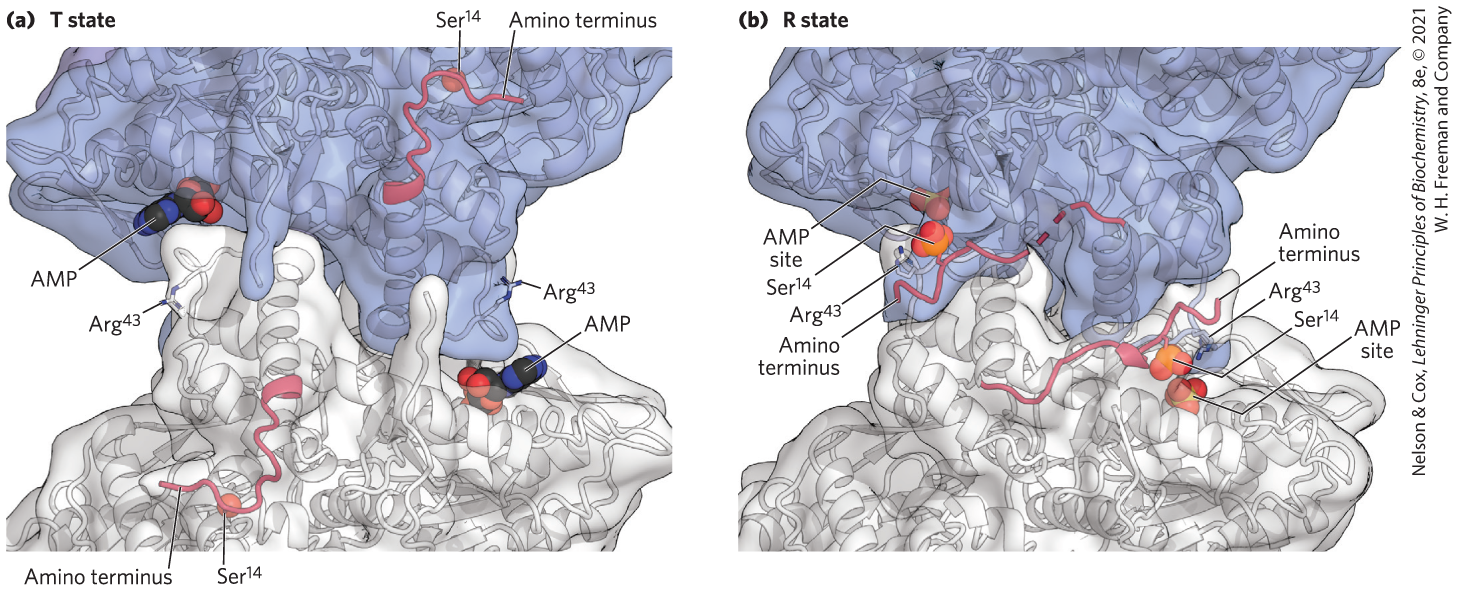 (a) T state
Ser14
Amino terminus
AMP
Arg43
Arg43
AMP
Amino terminus
Ser14
(b) R state
AMP
site
Ser14
Arg43
Amino
terminus
Amino
terminus
Arg43
Ser14
AMP
site
Nelson & Cox, Lehninger Principles of Biochemistry, 8e, © 2021
W. H. Freeman and Company